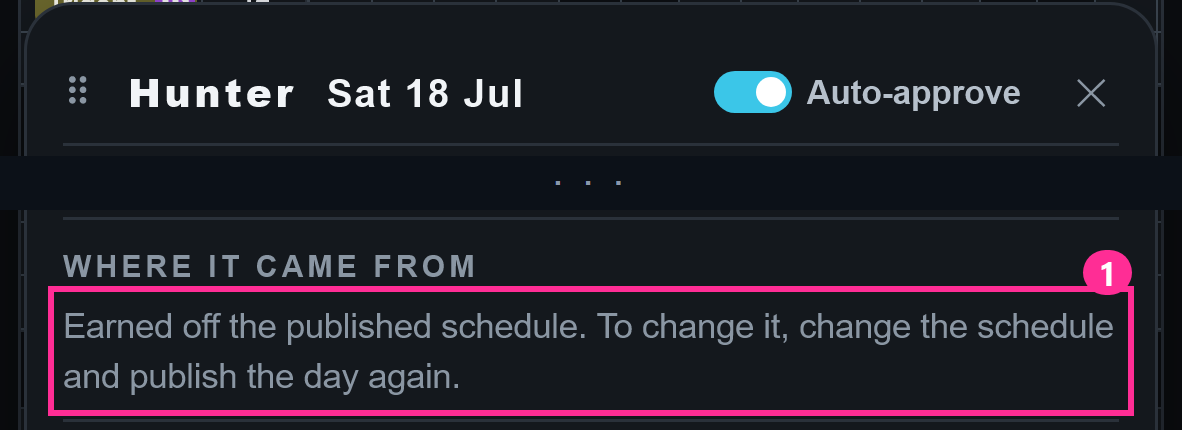 Hunter Sat 18 Jul Auto-approve
. . .
WHERE IT CAME FROM
1
Earned off the published schedule. To change it, change the schedule
and publish the day again.